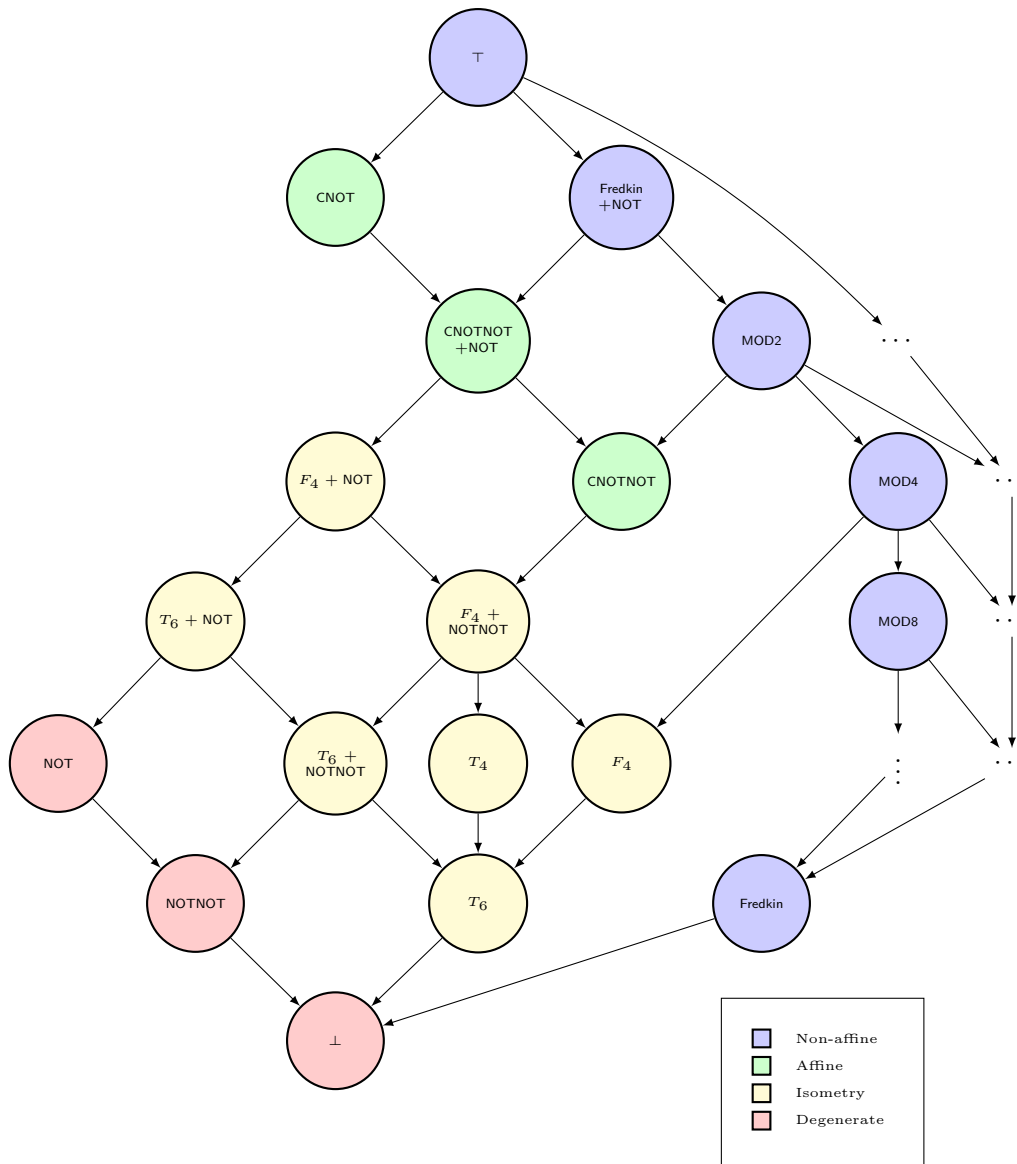 ⊤
CNOT
Fredkin
+NOT
CNOTNOT
+NOT
MOD2
···
F4 + NOT
CNOTNOT
MOD4
··
T6 + NOT
F4 +
NOTNOT
MOD8
··
NOT
T6 +
NOTNOT
T4
F4
⋮
··
NOTNOT
T6
Fredkin
⊥
Non-affine
Affine
Isometry
Degenerate